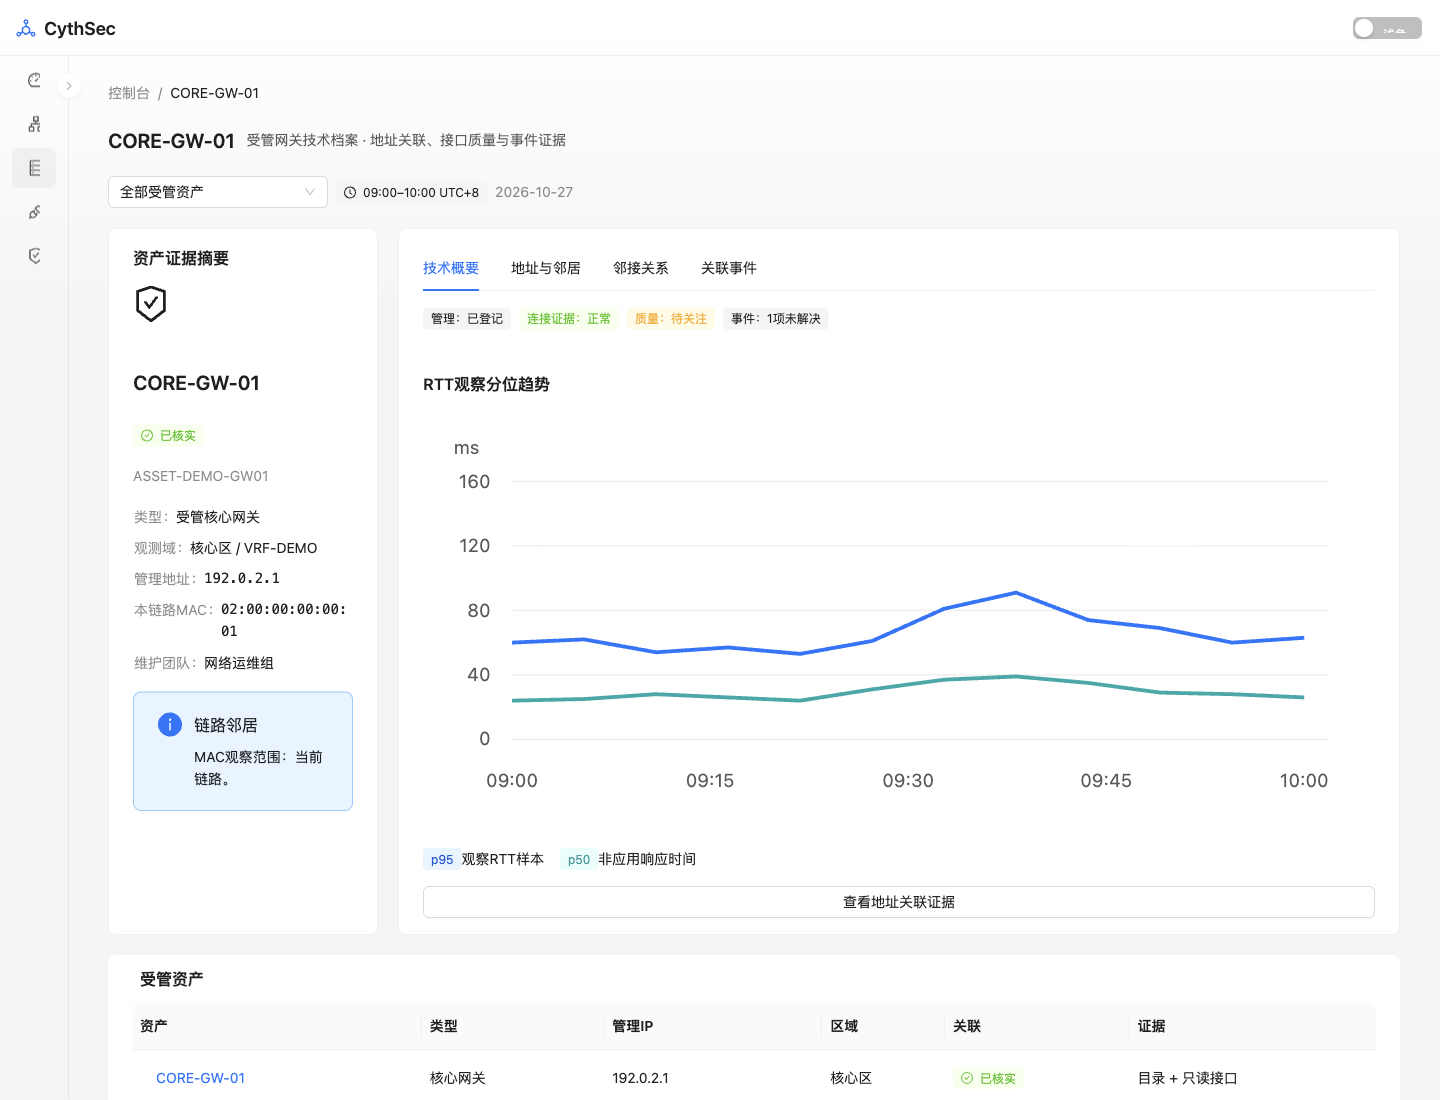 CythSec
控制台 / CORE-GW-01
CORE-GW-01 受管网关技术档案 · 地址关联、接口质量与事件证据
全部受管资产 09:00–10:00 UTC+8 2026-10-27
资产证据摘要
CORE-GW-01
已核实
ASSET-DEMO-GW01
类型：受管核心网关
观测域：核心区 / VRF-DEMO
管理地址：192.0.2.1
本链路MAC：02:00:00:00:00:
01
维护团队：网络运维组
链路邻居
MAC观察范围：当前
链路。
技术概要 地址与邻居 邻接关系 关联事件
管理：已登记 连接证据：正常 质量：待关注 事件：1项未解决
RTT观察分位趋势
ms
160
120
80
40
0
09:00 09:15 09:30 09:45 10:00
p95 观察RTT样本 p50 非应用响应时间
查看地址关联证据
受管资产
资产 类型 管理IP 区域 关联 证据
CORE-GW-01 核心网关 192.0.2.1 核心区 已核实 目录 + 只读接口